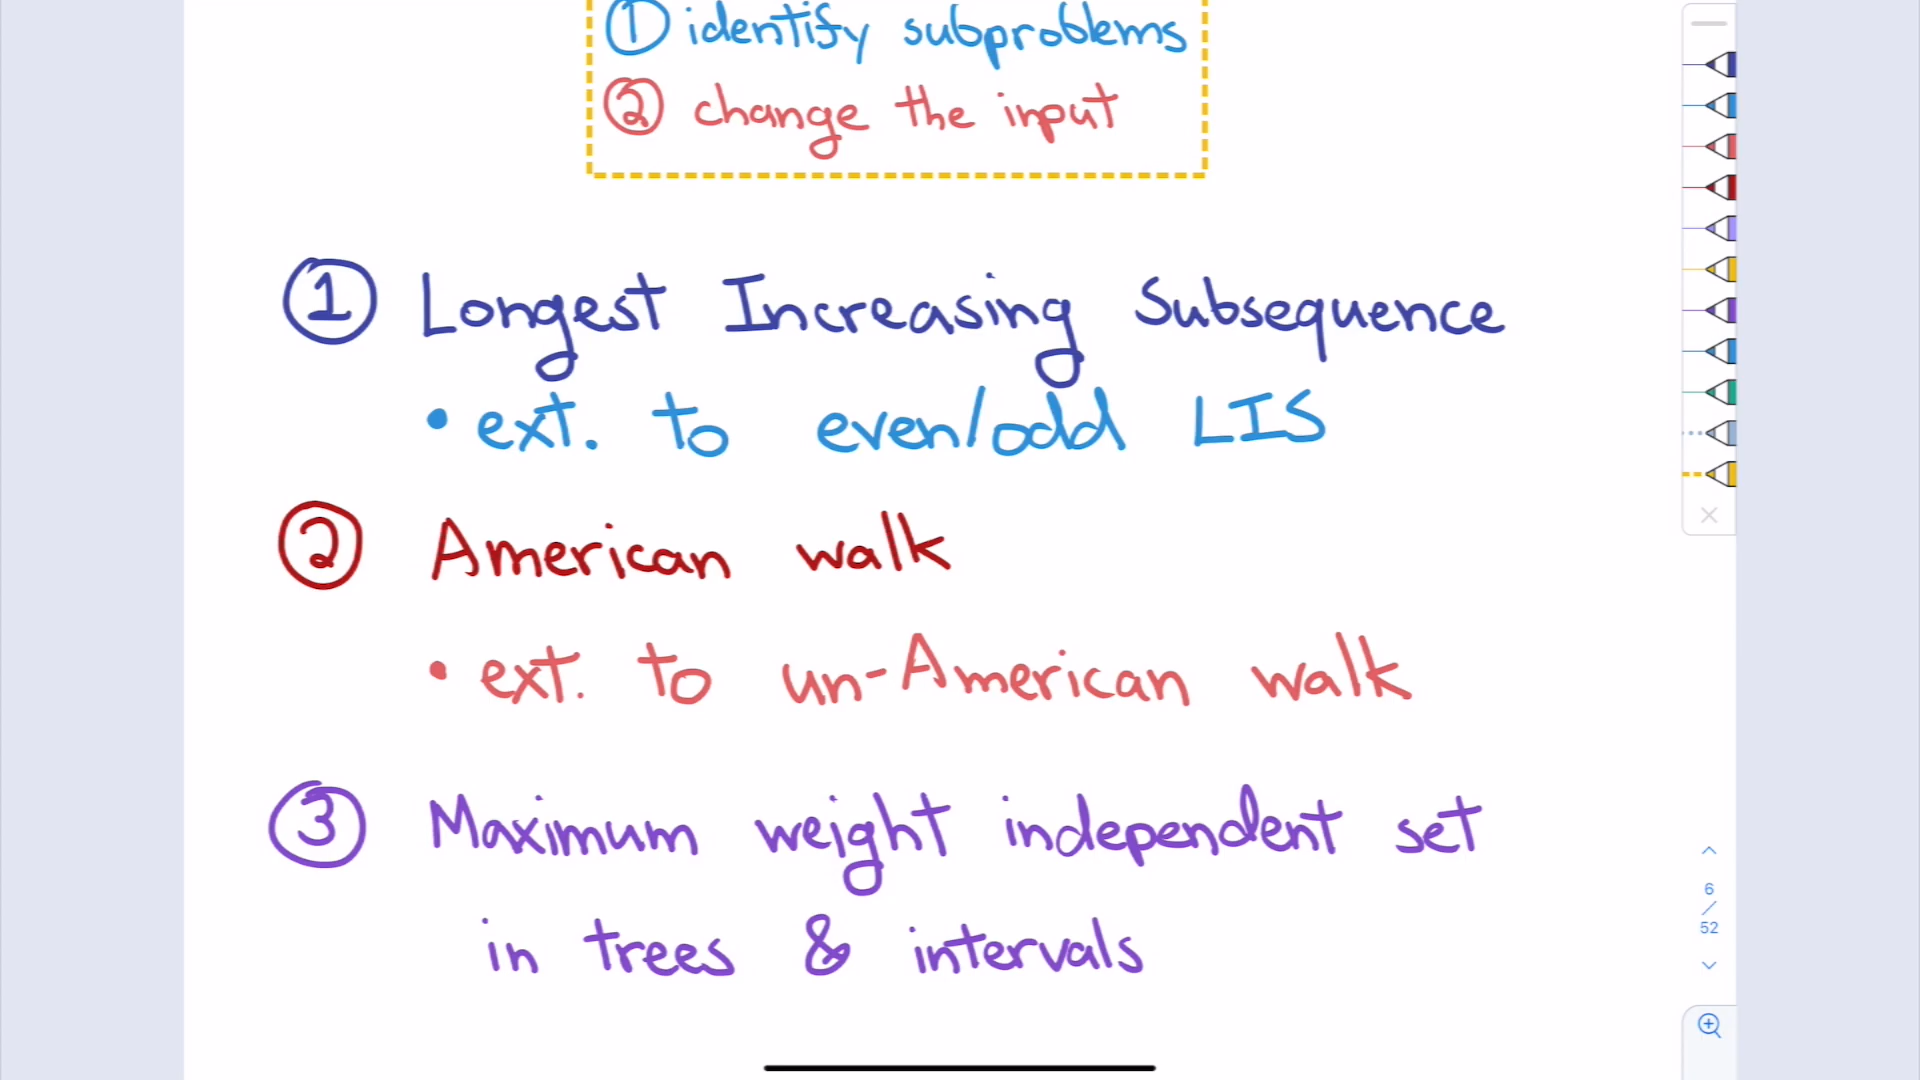 ① identify subproblems
② change the input
① Longest Increasing Subsequence
• ext. to even/odd LIS
② American walk
• ext. to un-American walk
③ Maximum weight independent set
in trees & intervals
6
/
52